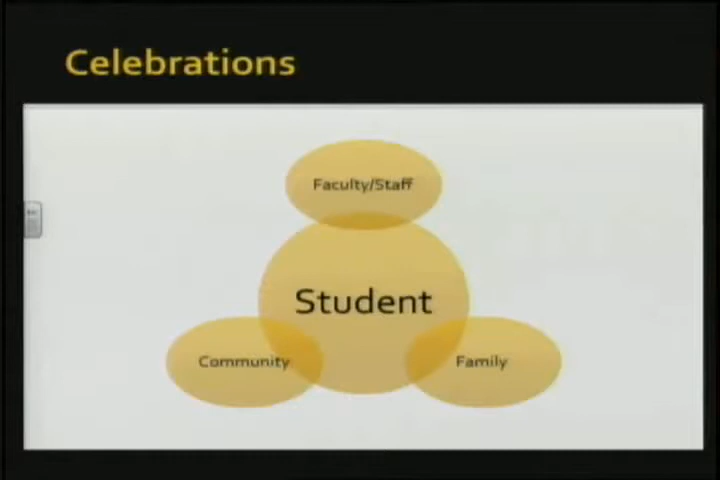 Celebrations
Faculty/Staff
Student
Community
Family